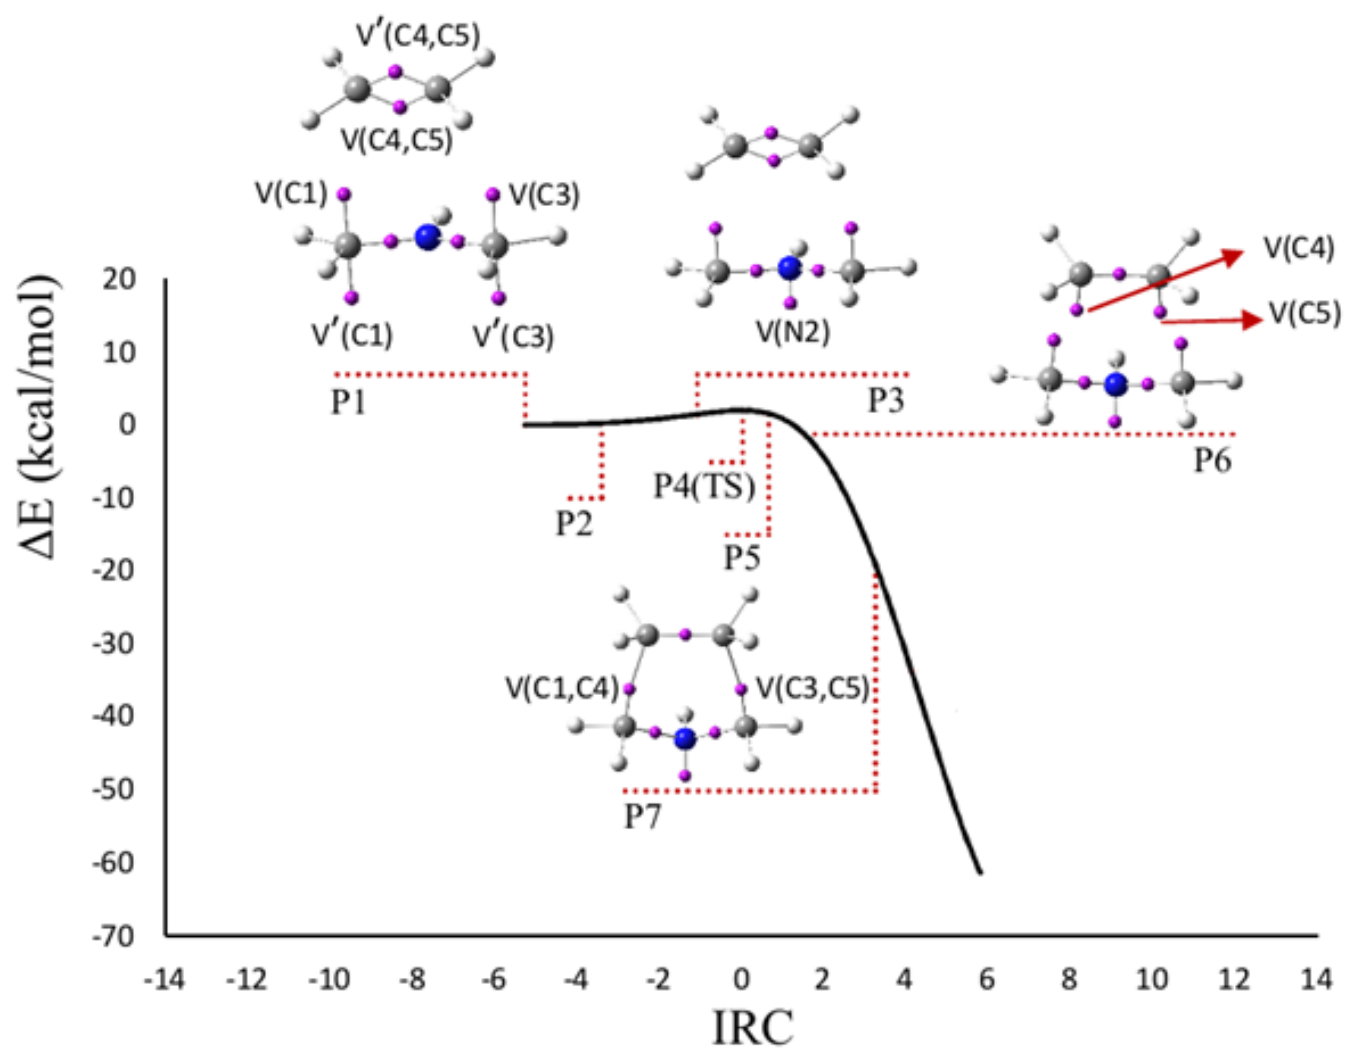 V′(C4,C5)
V(C4,C5)
V(C1)
V(C3)
V′(C1)
V′(C3)
V(N2)
V(C4)
V(C5)
P1
P3
P6
P4(TS)
P2
P5
V(C1,C4)
V(C3,C5)
P7
ΔE (kcal/mol)
20
10
0
-10
-20
-30
-40
-50
-60
-70
-14 -12 -10 -8 -6 -4 -2 0 2 4 6 8 10 12 14
IRC